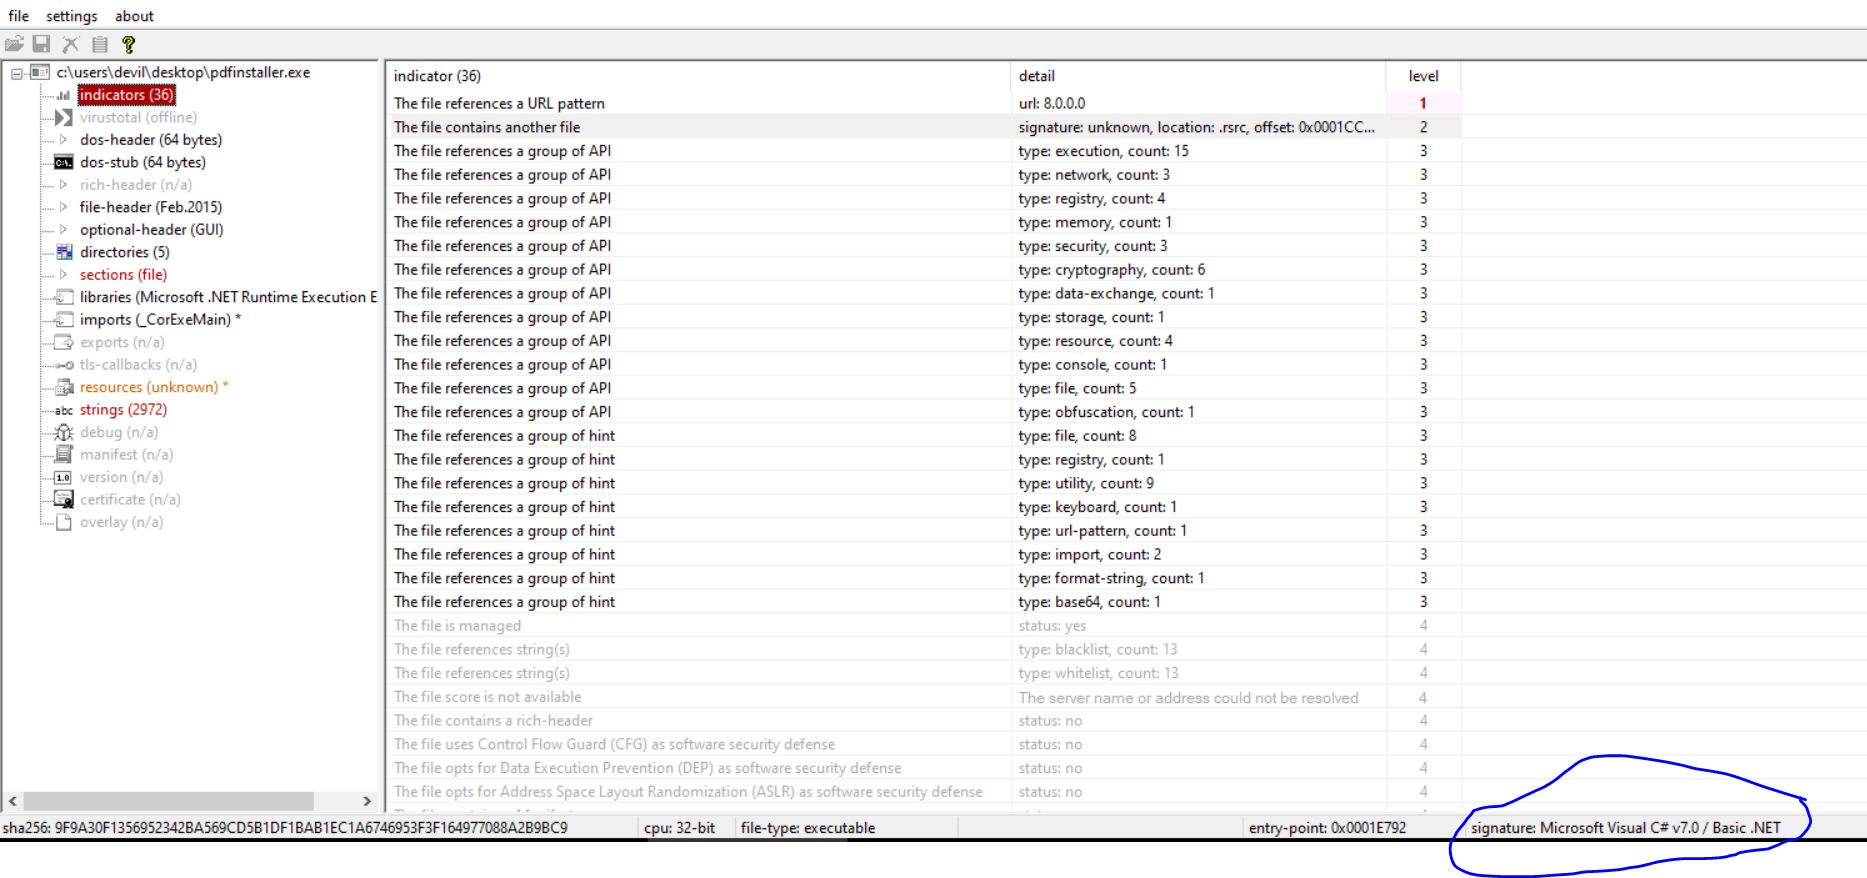 file settings about
c:\users\devil\desktop\pdfinstaller.exe
indicators (36)
virustotal (offline)
dos-header (64 bytes)
dos-stub (64 bytes)
rich-header (n/a)
file-header (Feb.2015)
optional-header (GUI)
directories (5)
sections (file)
libraries (Microsoft .NET Runtime Execution E
imports (_CorExeMain) *
exports (n/a)
tls-callbacks (n/a)
resources (unknown) *
abc strings (2972)
debug (n/a)
manifest (n/a)
1.0 version (n/a)
certificate (n/a)
overlay (n/a)
indicator (36) detail level
The file references a URL pattern url: 8.0.0.0 1
The file contains another file signature: unknown, location: .rsrc, offset: 0x0001CC... 2
The file references a group of API type: execution, count: 15 3
The file references a group of API type: network, count: 3 3
The file references a group of API type: registry, count: 4 3
The file references a group of API type: memory, count: 1 3
The file references a group of API type: security, count: 3 3
The file references a group of API type: cryptography, count: 6 3
The file references a group of API type: data-exchange, count: 1 3
The file references a group of API type: storage, count: 1 3
The file references a group of API type: resource, count: 4 3
The file references a group of API type: console, count: 1 3
The file references a group of API type: file, count: 5 3
The file references a group of API type: obfuscation, count: 1 3
The file references a group of hint type: file, count: 8 3
The file references a group of hint type: registry, count: 1 3
The file references a group of hint type: utility, count: 9 3
The file references a group of hint type: keyboard, count: 1 3
The file references a group of hint type: url-pattern, count: 1 3
The file references a group of hint type: import, count: 2 3
The file references a group of hint type: format-string, count: 1 3
The file references a group of hint type: base64, count: 1 3
The file is managed status: yes 4
The file references string(s) type: blacklist, count: 13 4
The file references string(s) type: whitelist, count: 13 4
The file score is not available The server name or address could not be resolved 4
The file contains a rich-header status: no 4
The file uses Control Flow Guard (CFG) as software security defense status: no 4
The file opts for Data Execution Prevention (DEP) as software security defense status: no 4
The file opts for Address Space Layout Randomization (ASLR) as software security defense status: no 4
sha256: 9F9A30F1356952342BA569CD5B1DF1BAB1EC1A6746953F3F164977088A2B9BC9 cpu: 32-bit file-type: executable entry-point: 0x0001E792 signature: Microsoft Visual C# v7.0 / Basic .NET